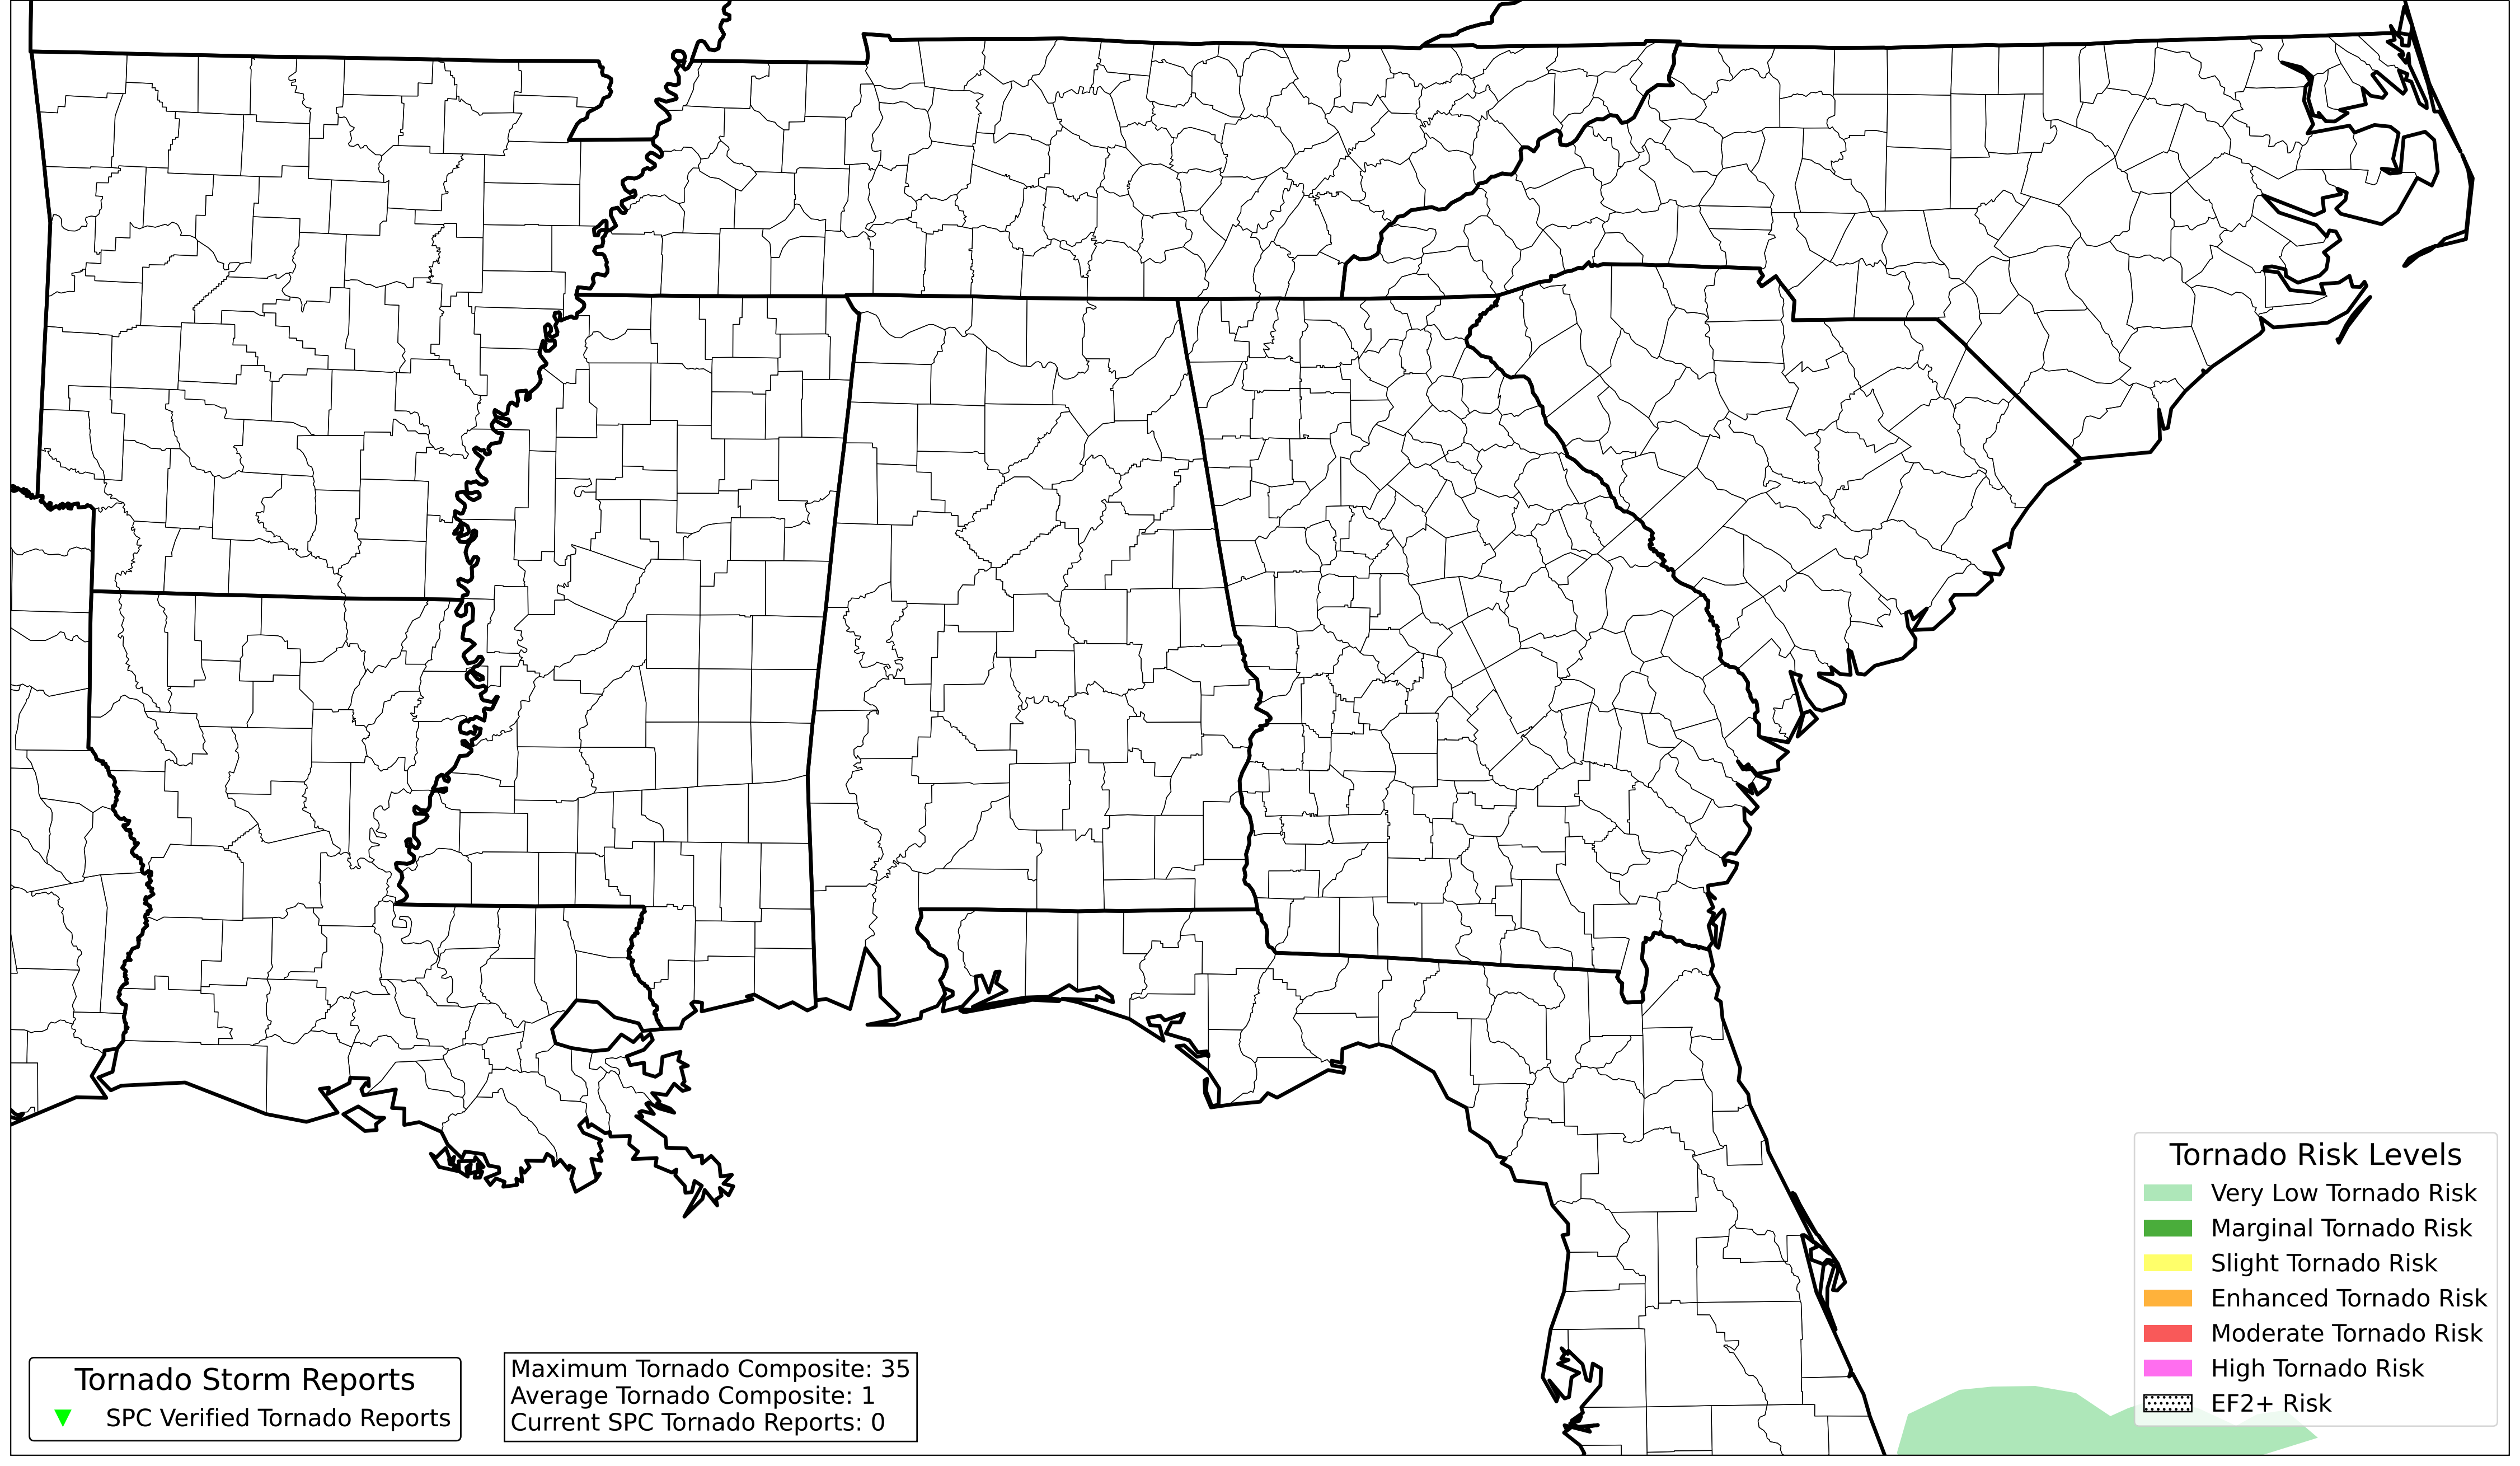 Tornado Storm Reports
SPC Verified Tornado Reports
Maximum Tornado Composite: 35
Average Tornado Composite: 1
Current SPC Tornado Reports: 0
Tornado Risk Levels
Very Low Tornado Risk
Marginal Tornado Risk
Slight Tornado Risk
Enhanced Tornado Risk
Moderate Tornado Risk
High Tornado Risk
EF2+ Risk